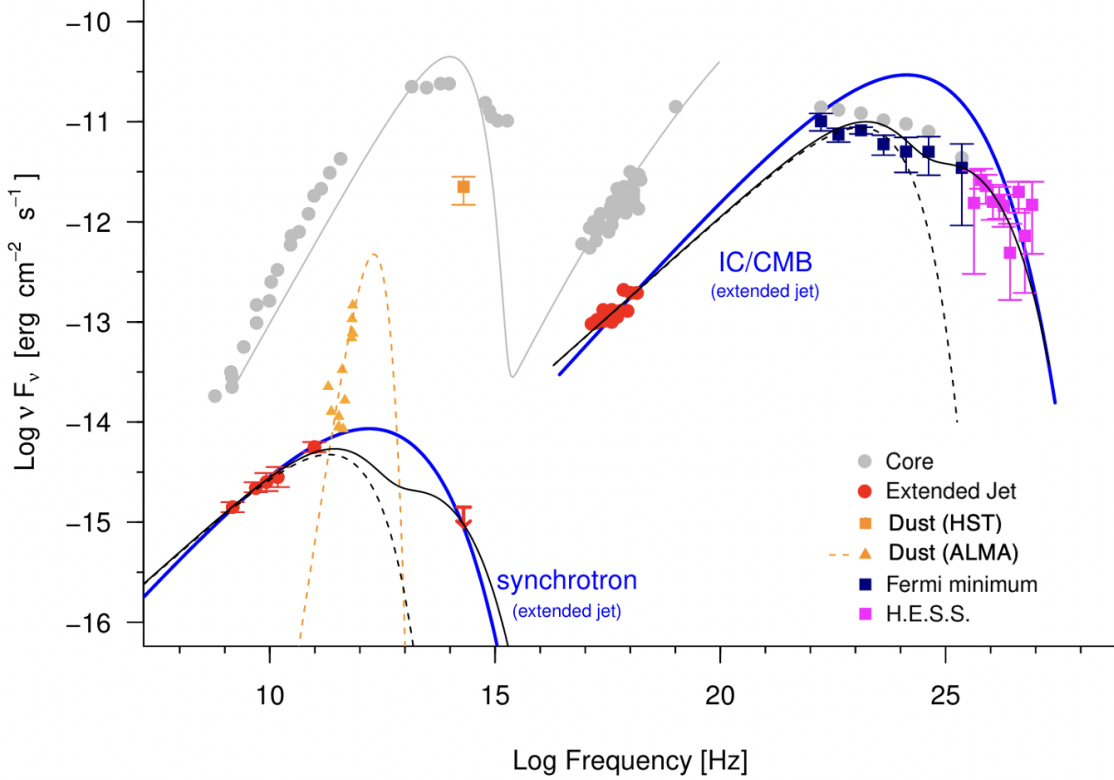 −10
−11
−12
−13
−14
−15
−16
Log ν Fν [erg cm−2 s−1]
IC/CMB
(extended jet)
synchrotron
(extended jet)
Core
Extended Jet
Dust (HST)
Dust (ALMA)
Fermi minimum
H.E.S.S.
10 15 20 25
Log Frequency [Hz]